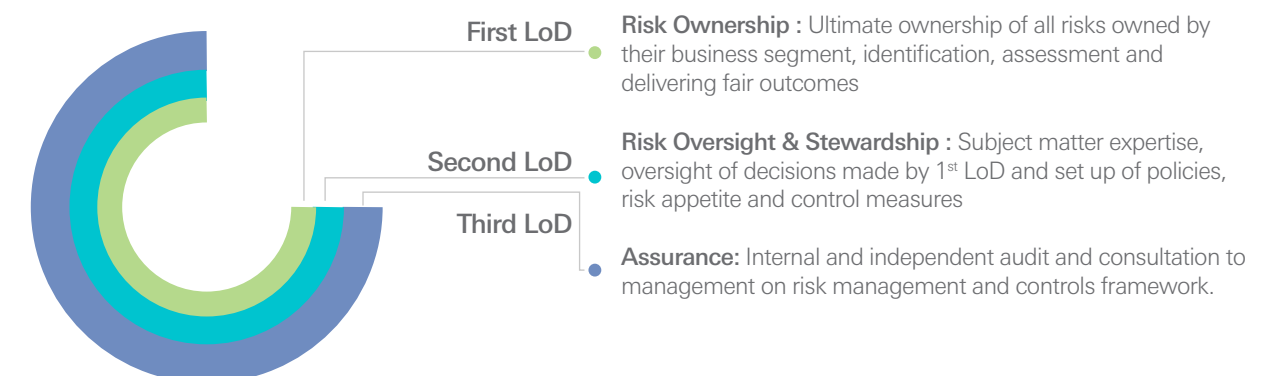 First LoD
Risk Ownership : Ultimate ownership of all risks owned by
their business segment, identification, assessment and
delivering fair outcomes
Second LoD
Risk Oversight & Stewardship : Subject matter expertise,
oversight of decisions made by 1st LoD and set up of policies,
risk appetite and control measures
Third LoD
Assurance: Internal and independent audit and consultation to
management on risk management and controls framework.